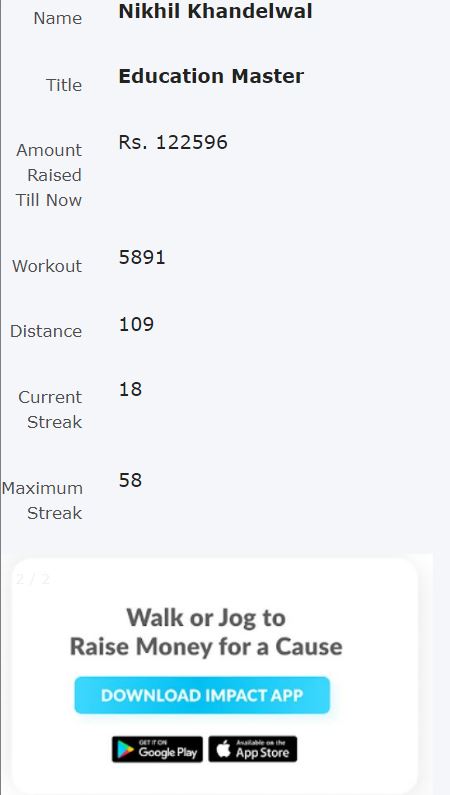 Name Nikhil Khandelwal
Title Education Master
Amount Rs. 122596
Raised
Till Now
Workout 5891
Distance 109
Current 18
Streak
Maximum 58
Streak
2 / 2
Walk or Jog to
Raise Money for a Cause
DOWNLOAD IMPACT APP
GET IT ON
Google Play
Available on the
App Store